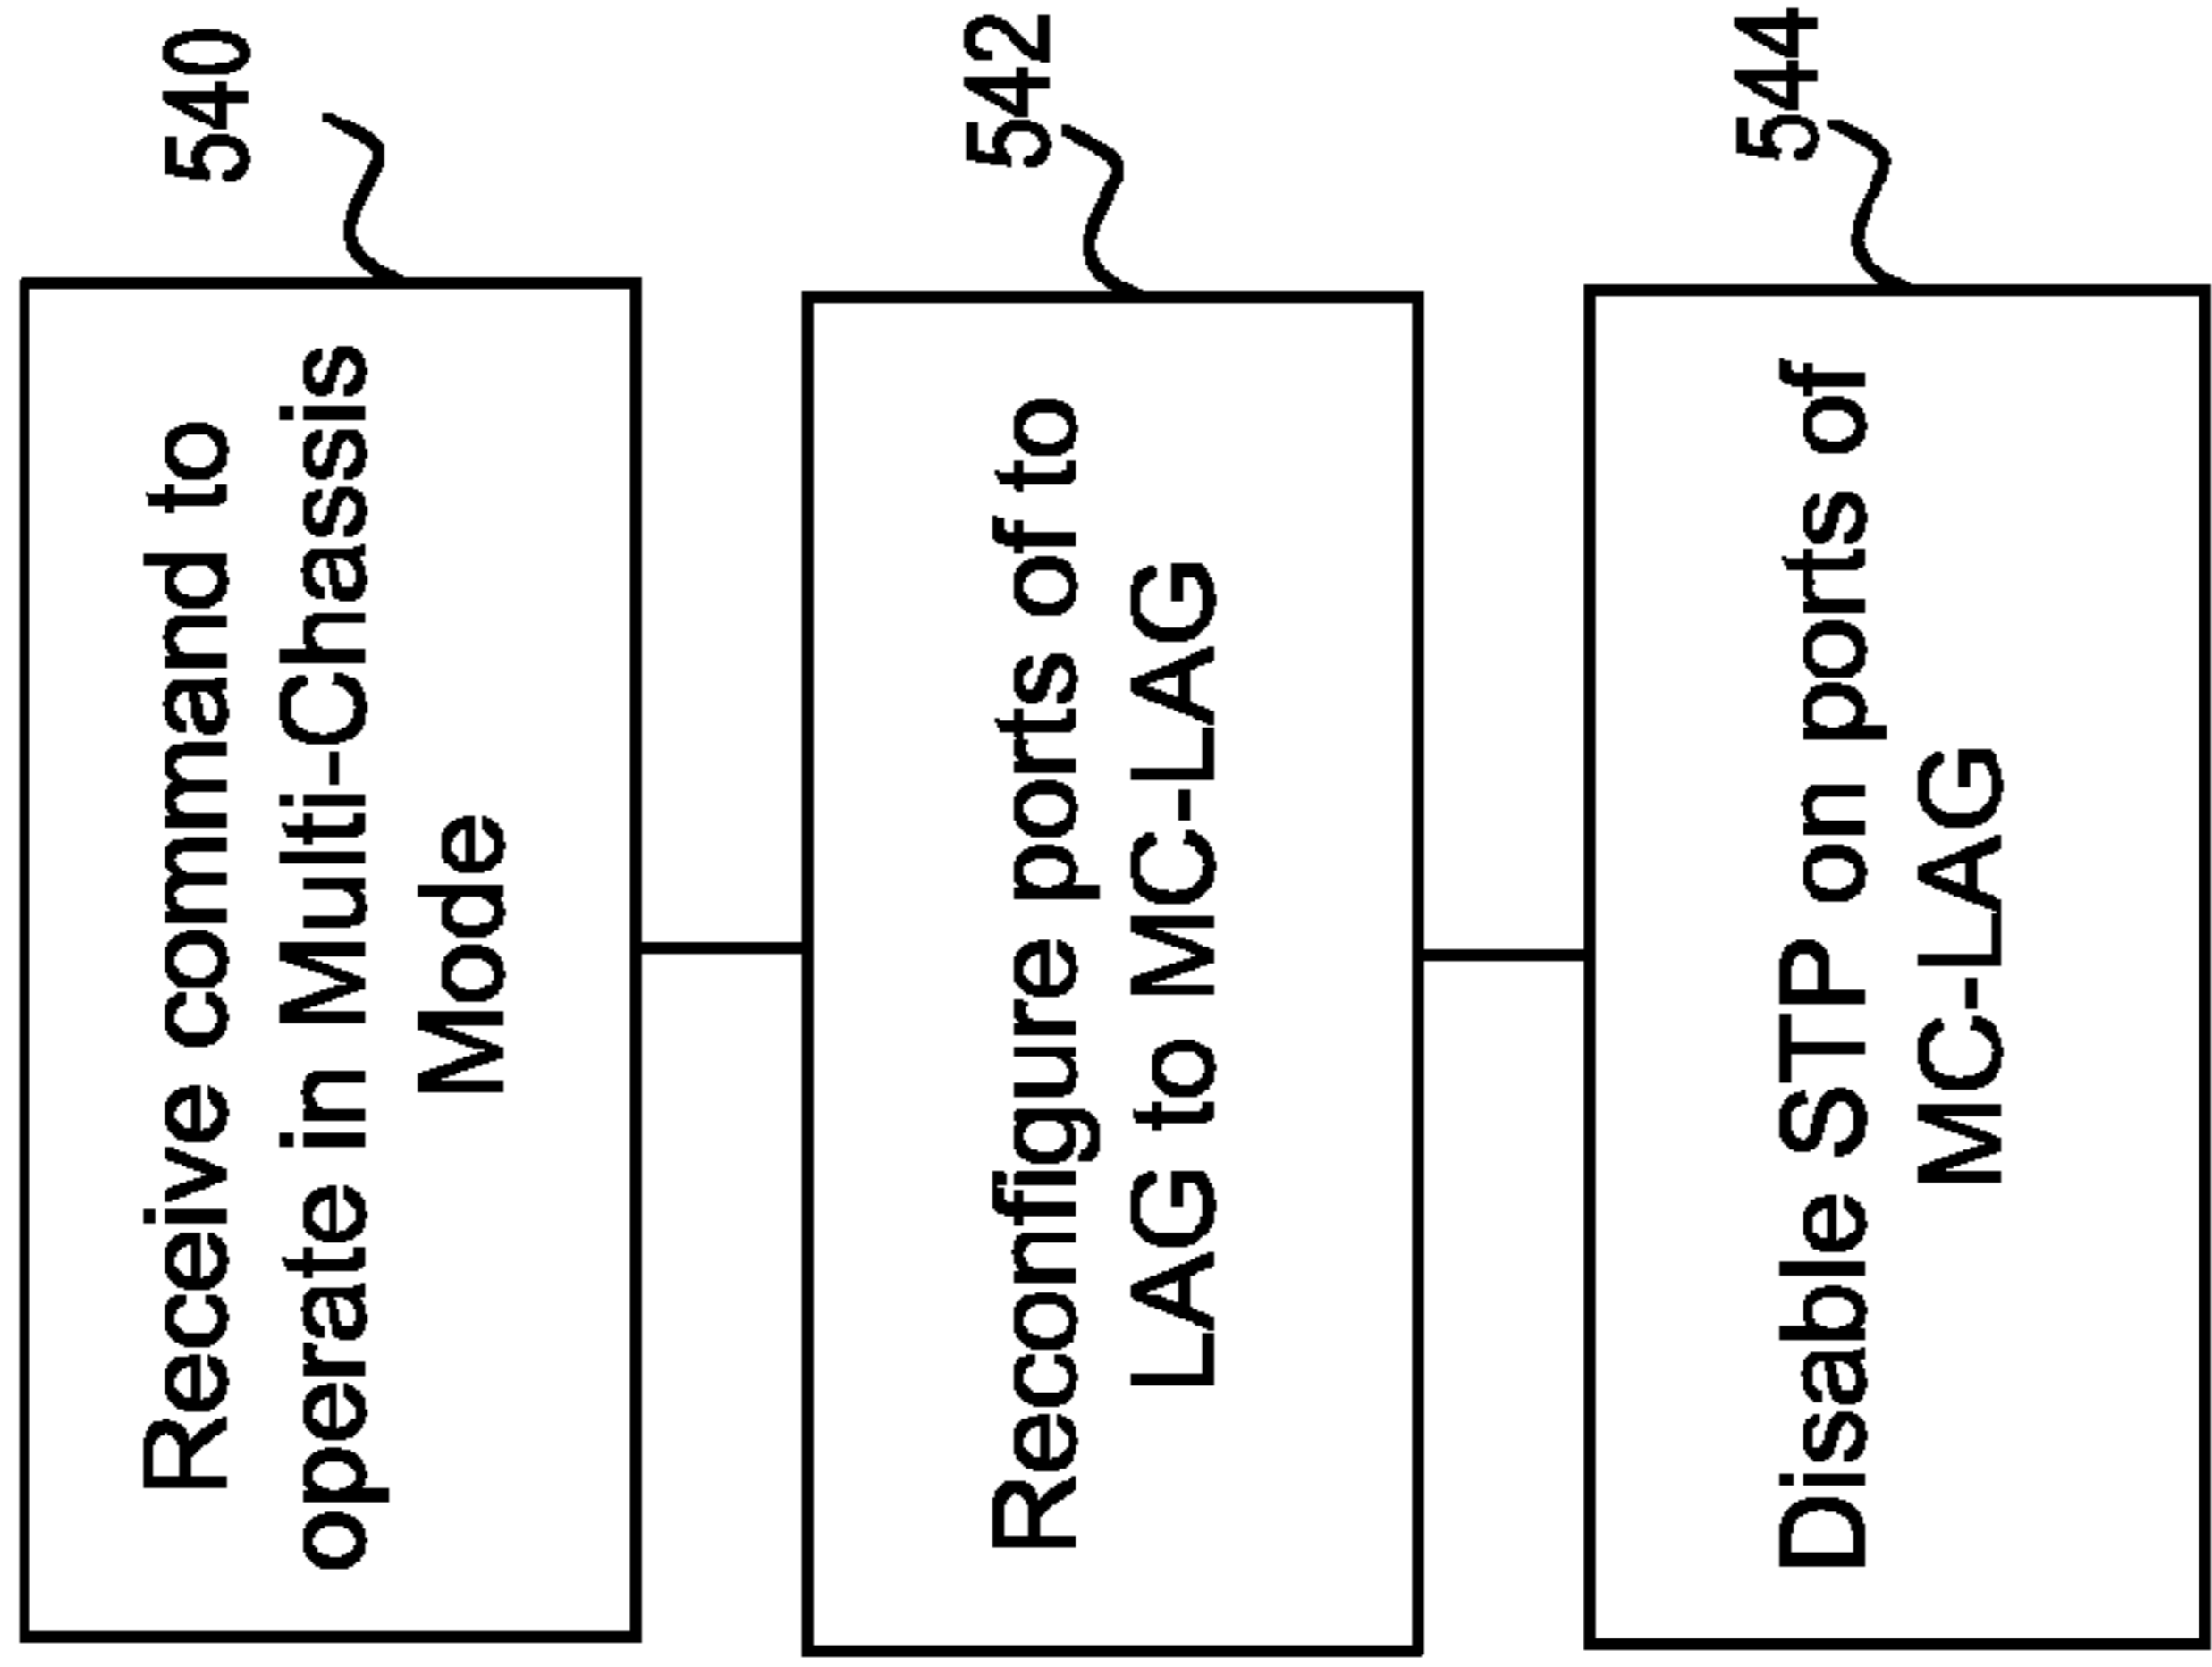 540
Receive command to
operate in Multi-Chassis
Mode
542
Reconfigure ports of to
LAG to MC-LAG
544
Disable STP on ports of
MC-LAG